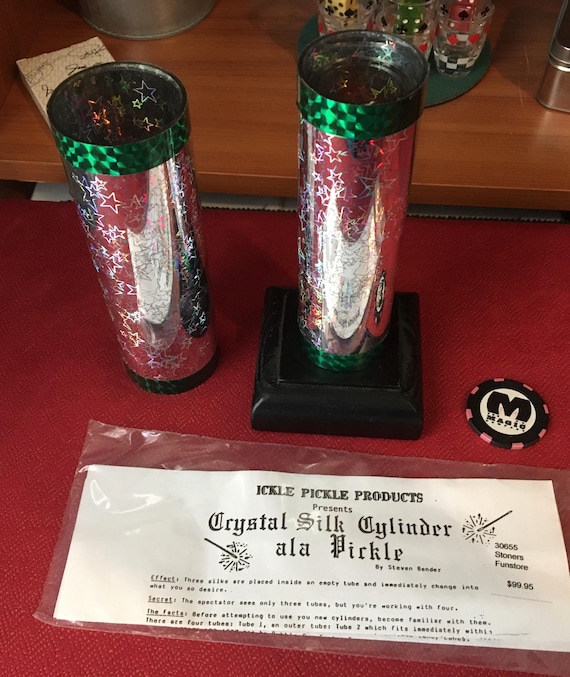 M
MAGIC
ICKLE PICKLE PRODUCTS
Presents
Crystal Silk Cylinder
ala Pickle
By Steven Bender
30655
Stoners
Funstore
$99.95
Effect: Three silks are placed inside an empty tube and immediately change into
what you so desire.
Secret: The spectator sees only three tubes, but you're working with four.
The Facts: Before attempting to use you new cylinders, become familiar with them.
There are four tubes: Tube 1, an outer tube: Tube 2 which fits immediately within